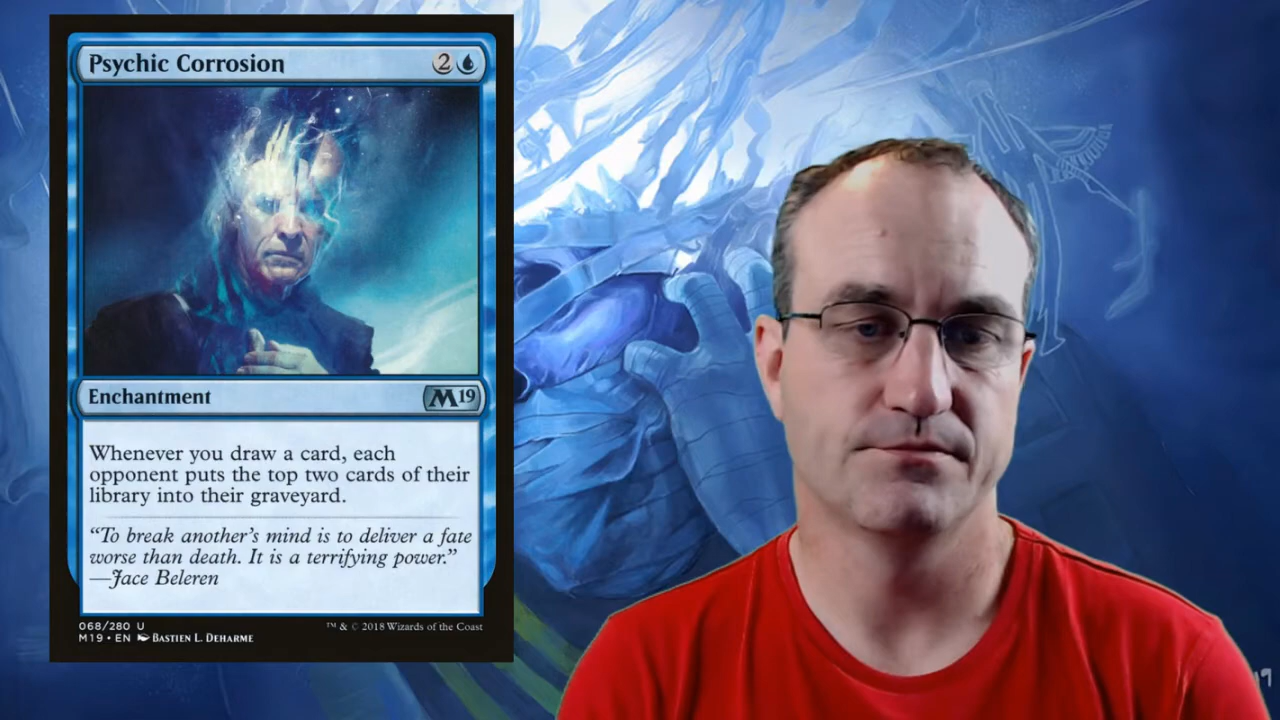 Psychic Corrosion 2
Enchantment M19
Whenever you draw a card, each
opponent puts the top two cards of their
library into their graveyard.
“To break another’s mind is to deliver a fate
worse than death. It is a terrifying power.”
—Jace Beleren
068/280 U
M19 • EN Bastien L. Deharme
™ & © 2018 Wizards of the Coast